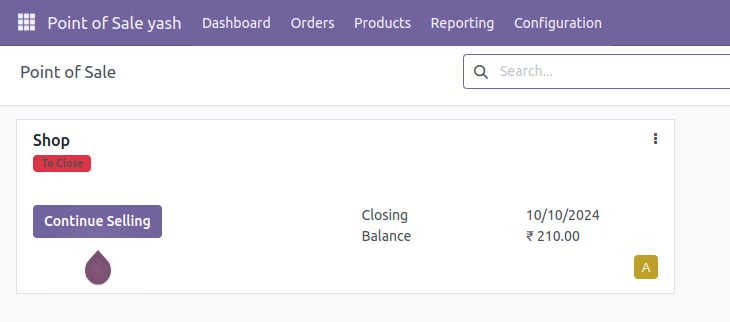 Point of Sale yash Dashboard Orders Products Reporting Configuration
Point of Sale Search...
Shop
To Close
Continue Selling Closing 10/10/2024
Balance ₹ 210.00
A